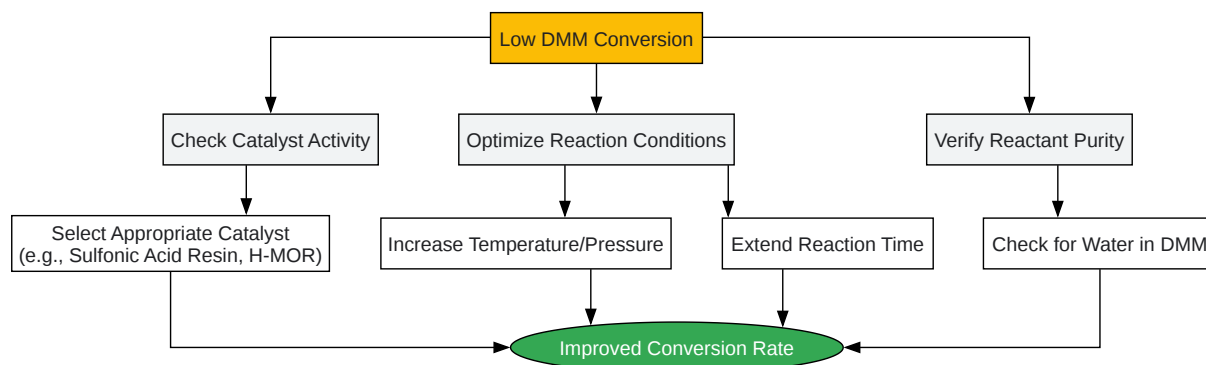 Low DMM Conversion
Check Catalyst Activity
Optimize Reaction Conditions
Verify Reactant Purity
Select Appropriate Catalyst
(e.g., Sulfonic Acid Resin, H-MOR)
Increase Temperature/Pressure
Extend Reaction Time
Check for Water in DMM
Improved Conversion Rate